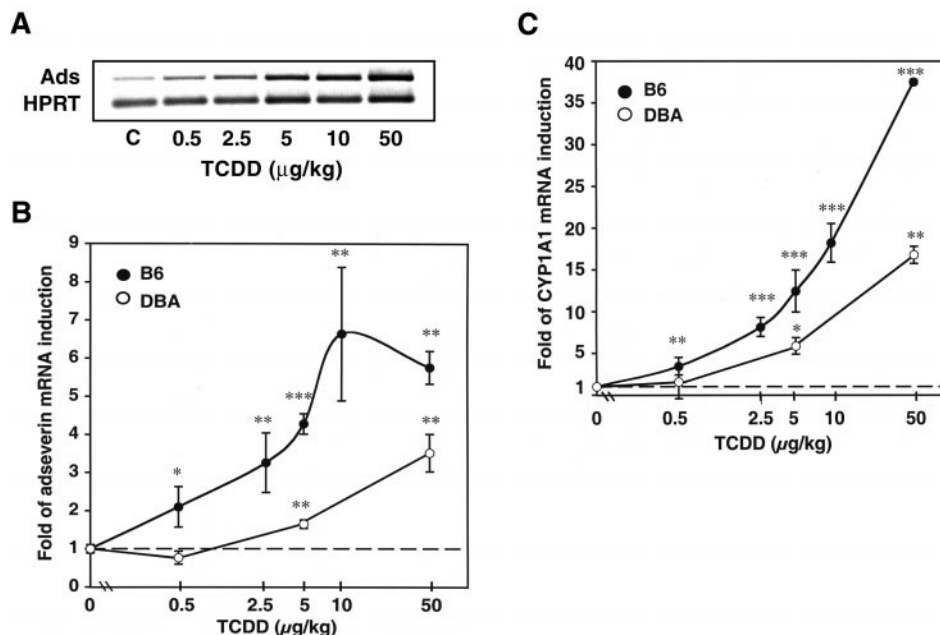 A
Ads
HPRT
C 0.5 2.5 5 10 50
TCDD (µg/kg)
B
Fold of adseverin mRNA induction
9
8
7
6
5
4
3
2
1
0
B6
DBA
*
**
***
**
**
**
**
0 0.5 2.5 5 10 50
TCDD (µg/kg)
C
Fold of CYP1A1 mRNA induction
40
35
30
25
20
15
10
5
1
B6
DBA
**
***
***
***
***
*
**
0 0.5 2.5 5 10 50
TCDD (µg/kg)